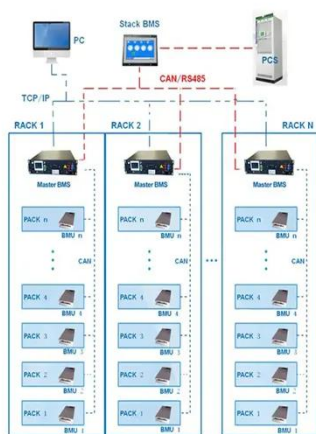 Stack BMS
PC
PCS
CAN/RS485
TCP/IP
RACK 1
RACK 2
RACK N
Master BMS
Master BMS
Master BMS
PACK n
BMU n
PACK n
BMU n
PACK n
BMU n
CAN
CAN
CAN
PACK 4
BMU 4
PACK 4
BMU 4
PACK 4
BMU 4
PACK 3
BMU 3
PACK 3
BMU 3
PACK 3
BMU 3
PACK 2
BMU 2
PACK 2
BMU 2
PACK 2
BMU 2
PACK 1
BMU 1
PACK 1
BMU 1
PACK 1
BMU 1